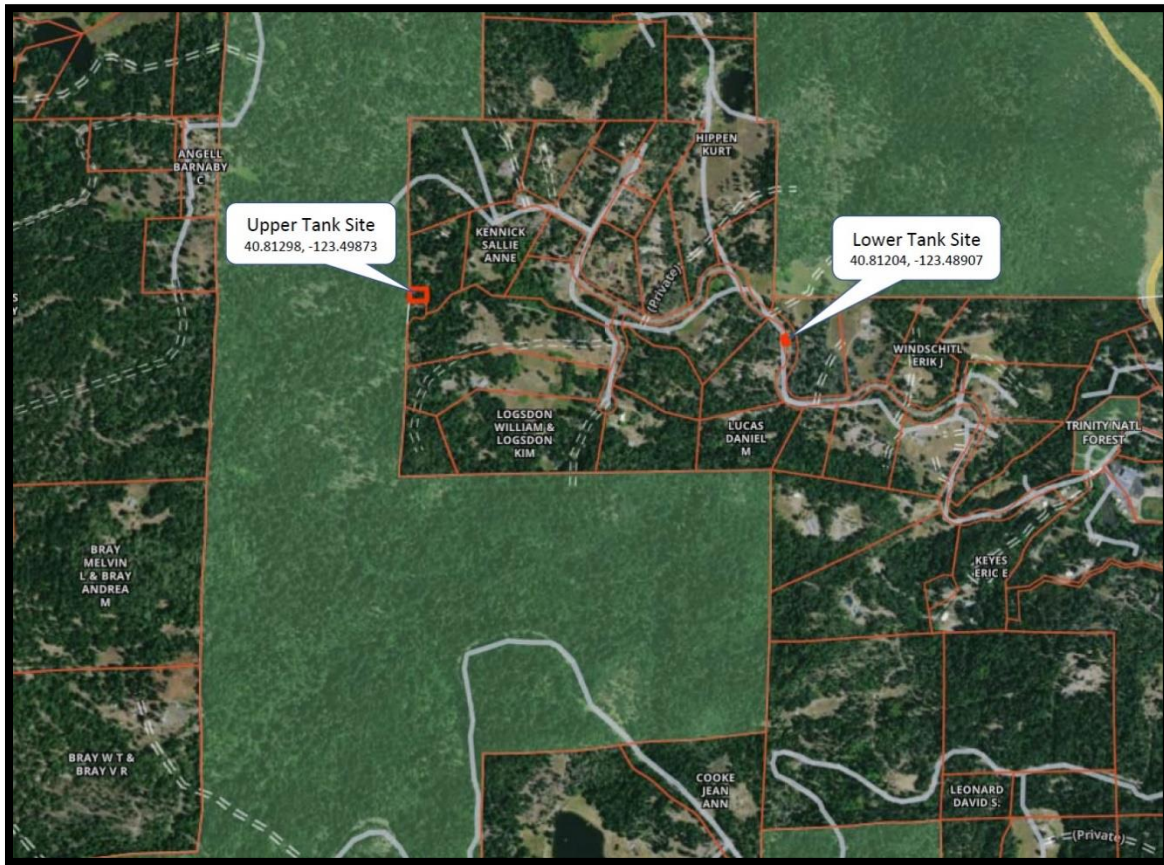 HIPPEN
KURT
ANGELL
BARNABY
C
Upper Tank Site
40.81298, -123.49873
KENNICK
SALLIE
ANNE
Lower Tank Site
40.81204, -123.48907
(Private)
WINDSCHITL
ERIK J
LOGSDON
WILLIAM &
LOGSDON
KIM
LUCAS
DANIEL
M
TRINITY NATL
FOREST
BRAY
MELVIN
L & BRAY
ANDREA
M
KEYES
ERIC E
BRAY W T &
BRAY V R
COOKE
JEAN
ANN
LEONARD
DAVID S.
(Private)